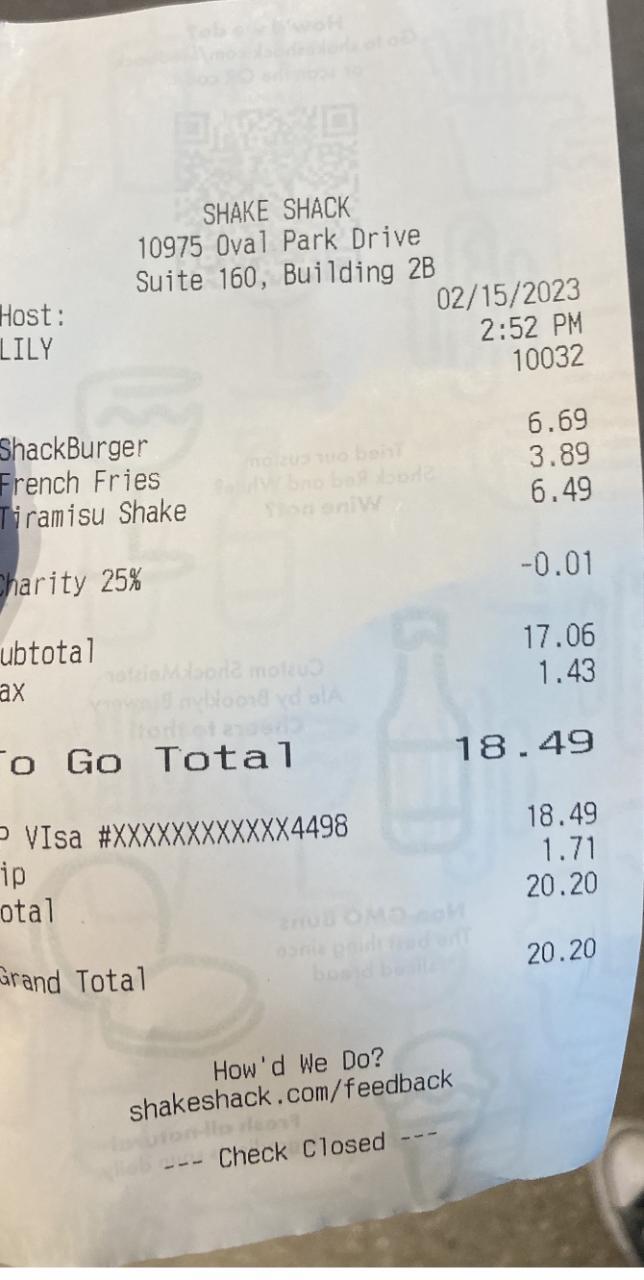 SHAKE SHACK
10975 Oval Park Drive
Suite 160, Building 2B
Host: 02/15/2023
LILY 2:52 PM
10032
ShackBurger 6.69
French Fries 3.89
Tiramisu Shake 6.49
Charity 25% -0.01
ubtotal 17.06
ax 1.43
To Go Total 18.49
P VIsa #XXXXXXXXXXXX4498 18.49
ip 1.71
otal 20.20
Grand Total 20.20
How'd We Do?
shakeshack.com/feedback
--- Check Closed ---